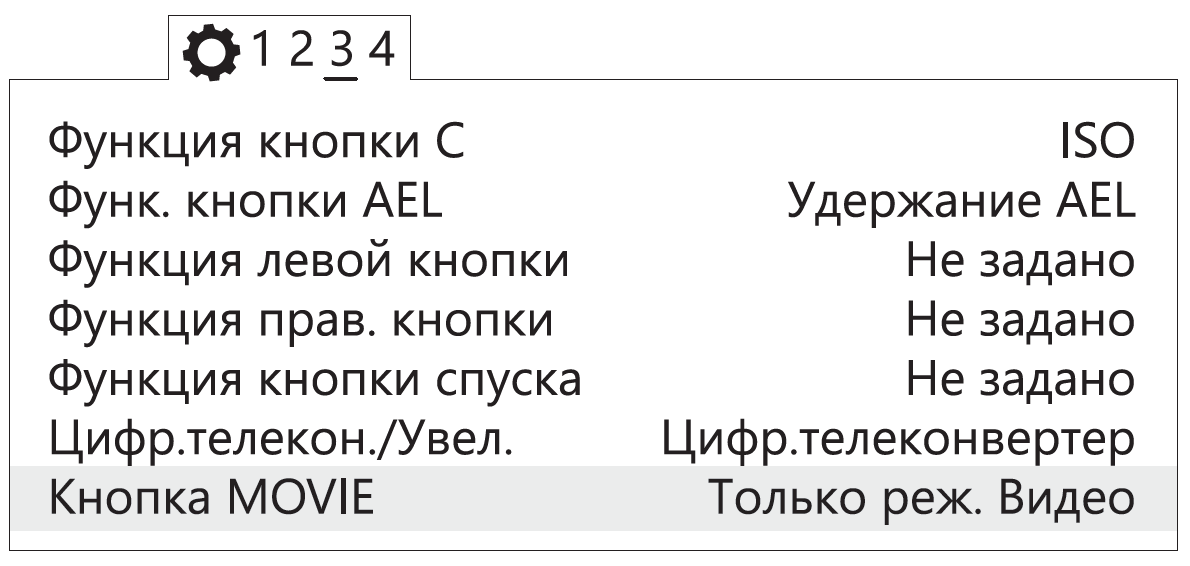 1 2 3 4
Функция кнопки C ISO
Функ. кнопки AEL Удержание AEL
Функция левой кнопки Не задано
Функция прав. кнопки Не задано
Функция кнопки спуска Не задано
Цифр.телекон./Увел. Цифр.телеконвертер
Кнопка MOVIE Только реж. Видео